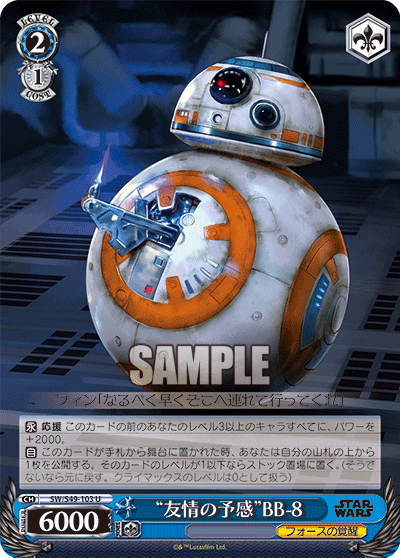 LEVEL
2
1
COST
SAMPLE
フィン「なるべく早くそこへ連れて行ってくれ」
永 応援 このカードの前のあなたのレベル3以上のキャラすべてに、パワーを
+2000。
自 このカードが手札から舞台に置かれた時、あなたは自分の山札の上から
1枚を公開する。そのカードのレベルが1以下ならストック置場に置く。(そうで
ないなら元に戻す。クライマックスのレベルは0として扱う)
CH SW/S49-103 U
POWER
6000
“友情の予感”BB-8
STAR
WARS
フォースの覚醒
©&™Lucasfilm Ltd.